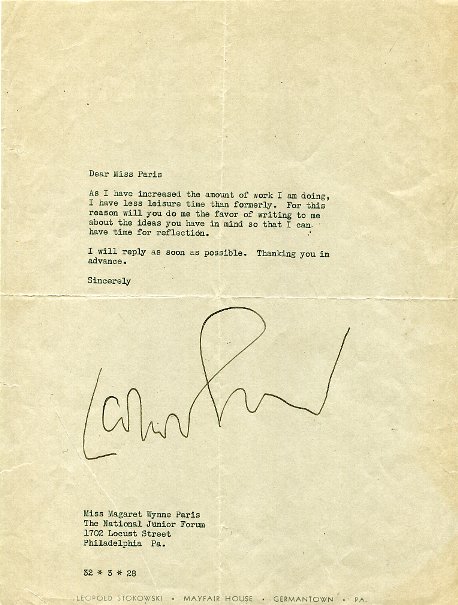 Dear Miss Paris
As I have increased the amount of work I am doing,
I have less leisure time than formerly. For this
reason will you do me the favor of writing to me
about the ideas you have in mind so that I can
have time for reflection.
I will reply as soon as possible. Thanking you in
advance.
Sincerely
Miss Magaret Wynne Paris
The National Junior Forum
1702 Locust Street
Philadelphia Pa.
32 * 3 * 28
LEOPOLD STOKOWSKI • MAYFAIR HOUSE • GERMANTOWN • PA.